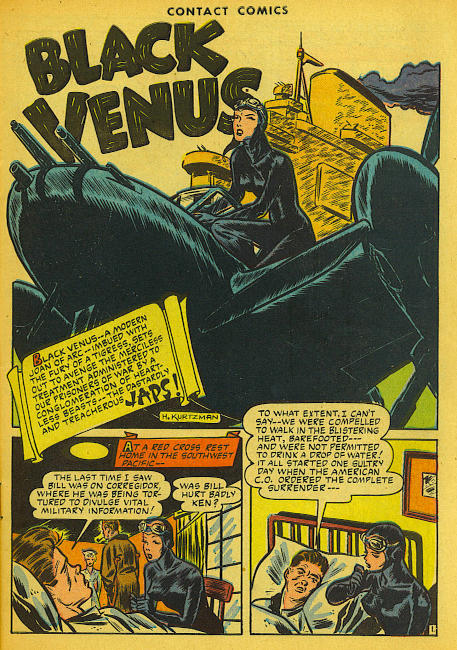 CONTACT COMICS
BLACK
VENUS
BLACK VENUS--A MODERN
JOAN OF ARC--IMBUED WITH
THE FURY OF A TIGRESS, SETS
OUT TO AVENGE THE MERCILESS
TREATMENT ADMINISTERED TO
OUR PRISONERS OF WAR BY A
CONGLOMERATION OF HEART-
LESS BEASTS--THE DASTARDLY
AND TREACHEROUS JAPS!
H. KURTZMAN
AT A RED CROSS REST
HOME IN THE SOUTHWEST
PACIFIC--
THE LAST TIME I SAW
BILL WAS ON CORREGIDOR,
WHERE HE WAS BEING TOR-
TURED TO DIVULGE VITAL
MILITARY INFORMATION!
WAS BILL
HURT BADLY
KEN?
TO WHAT EXTENT, I CAN'T
SAY---WE WERE COMPELLED
TO WALK IN THE BLISTERING
HEAT, BAREFOOTED---
AND WERE NOT PERMITTED
TO DRINK A DROP OF WATER!
IT ALL STARTED ONE SULTRY
DAY WHEN THE AMERICAN
C.O. ORDERED THE COMPLETE
SURRENDER---
1